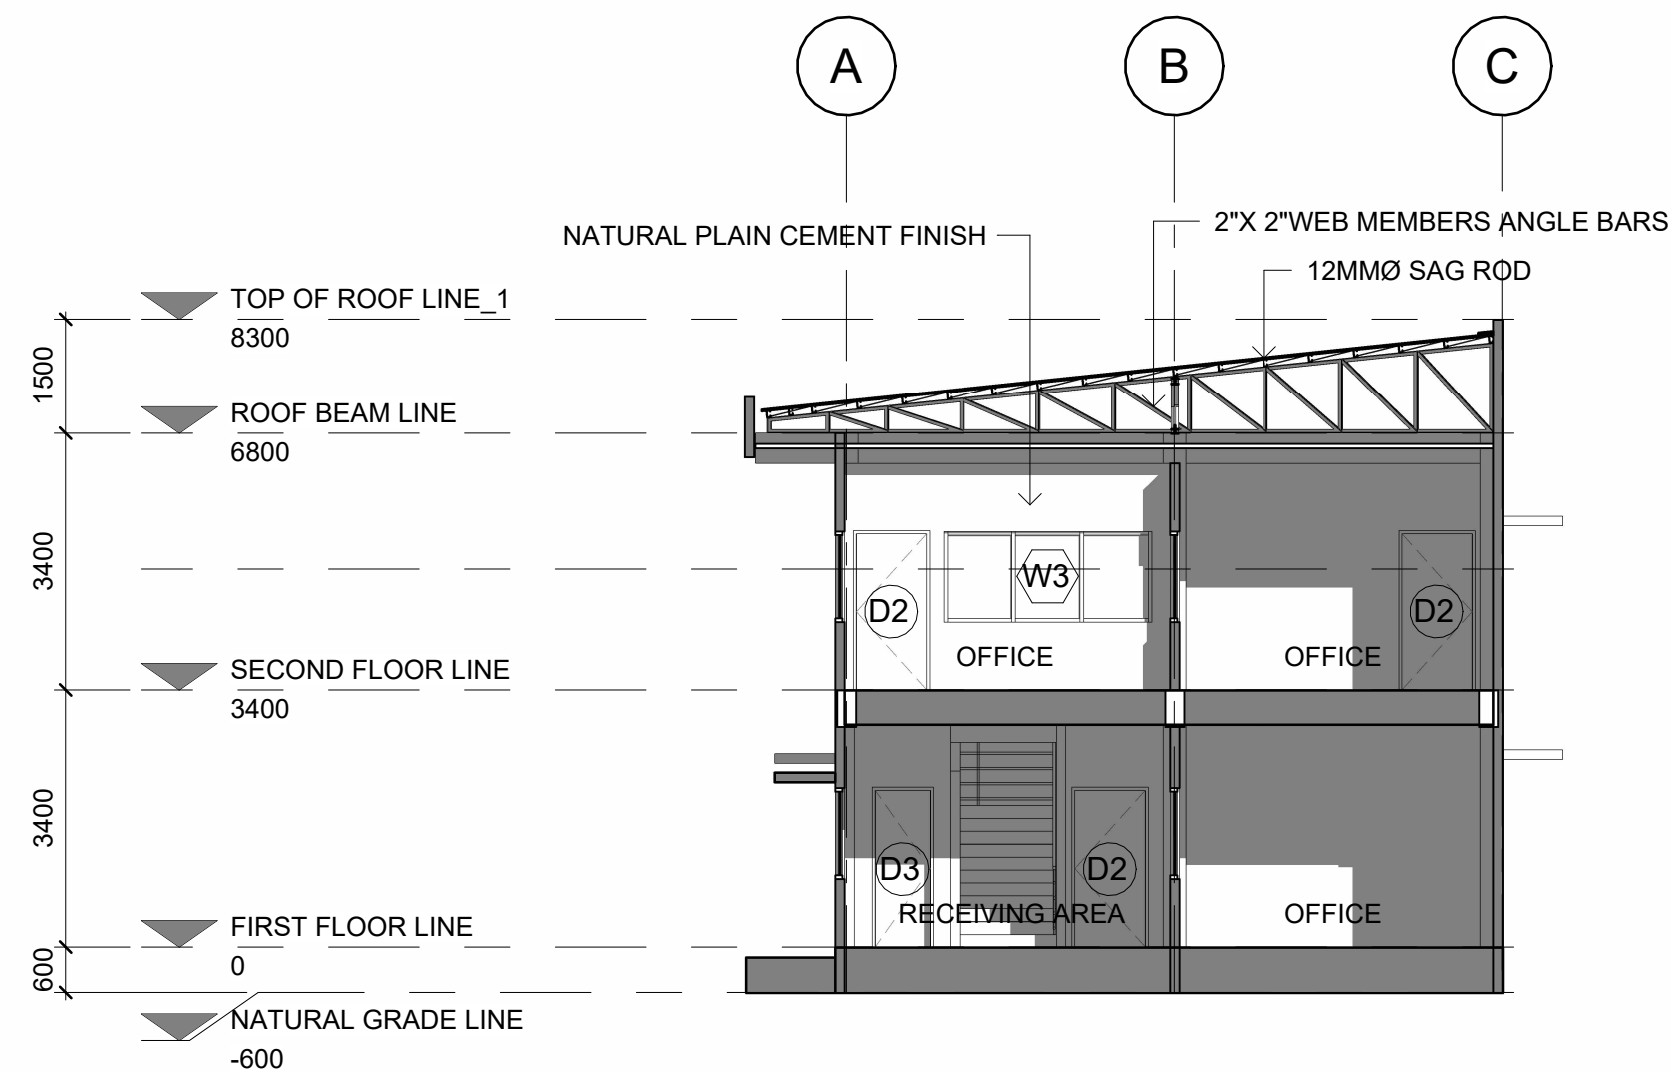 A
B
C
2"X 2"WEB MEMBERS ANGLE BARS
NATURAL PLAIN CEMENT FINISH
12MMØ SAG ROD
TOP OF ROOF LINE_1
8300
1500
ROOF BEAM LINE
6800
3400
W3
D2
D2
OFFICE
OFFICE
SECOND FLOOR LINE
3400
3400
D3
D2
RECEIVING AREA
OFFICE
FIRST FLOOR LINE
0
600
NATURAL GRADE LINE
-600